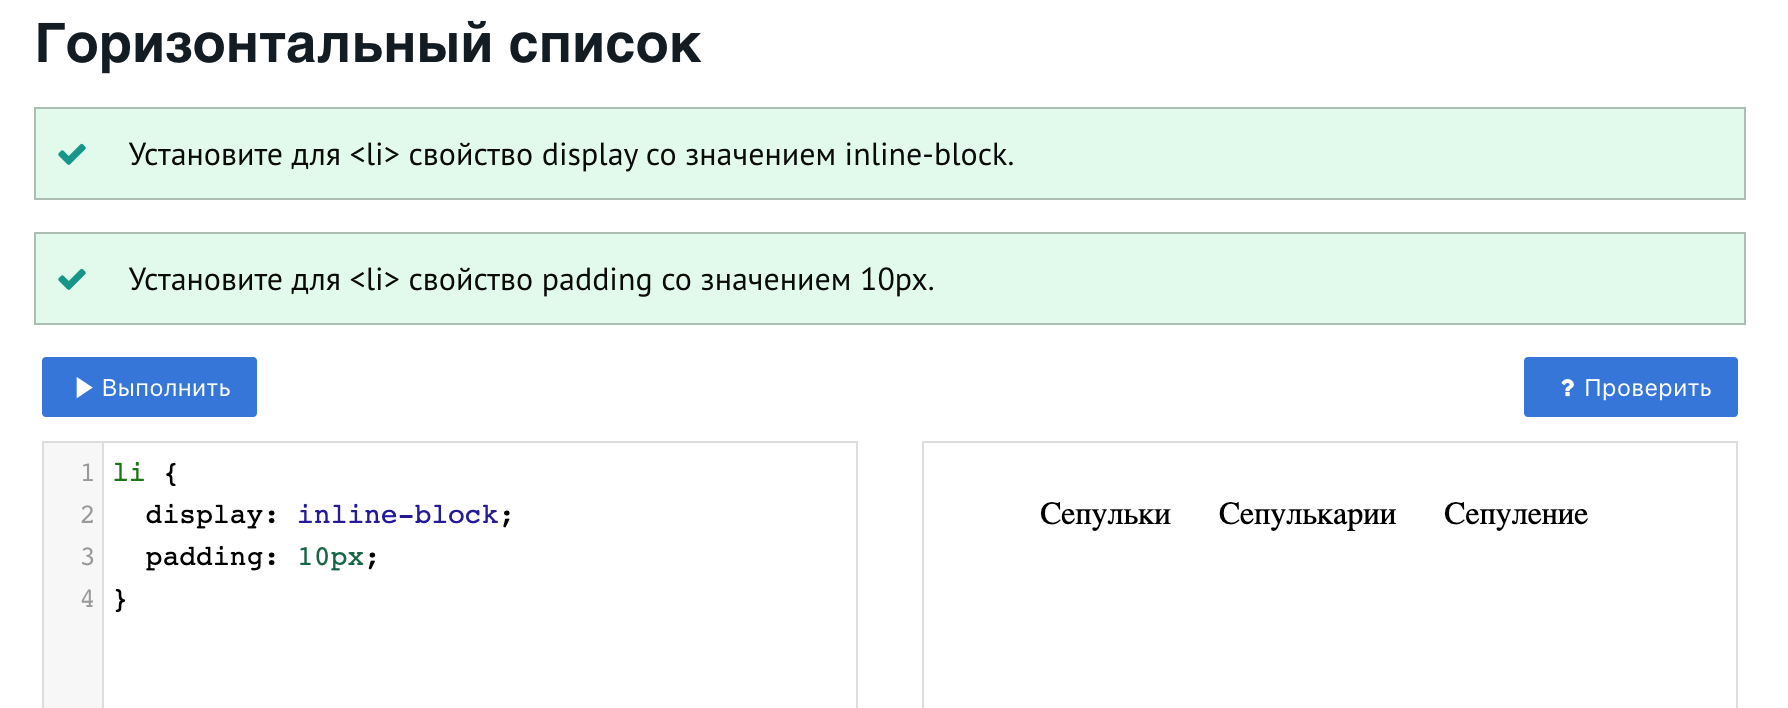 Горизонтальный список
Установите для <li> свойство display со значением inline-block.
Установите для <li> свойство padding со значением 10px.
Выполнить
? Проверить
1 li {
2   display: inline-block;
3   padding: 10px;
4 }
Сепульки Сепулькарии Сепуление